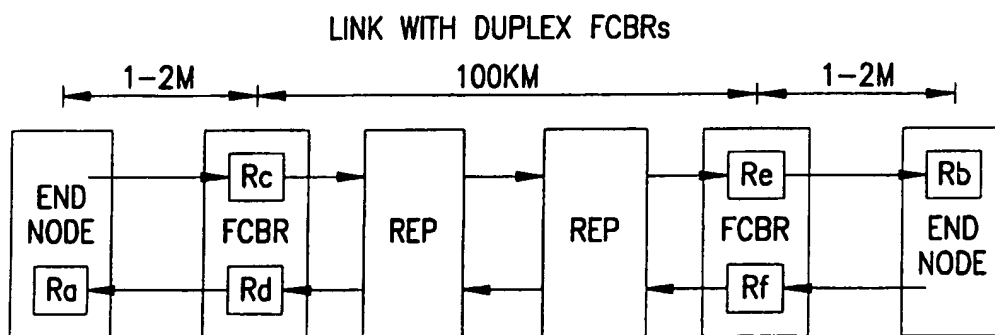 LINK WITH DUPLEX FCBRs
1-2M 100KM 1-2M
Rc Re Rb
END NODE FCBR REP REP FCBR END NODE
Ra Rd Rf